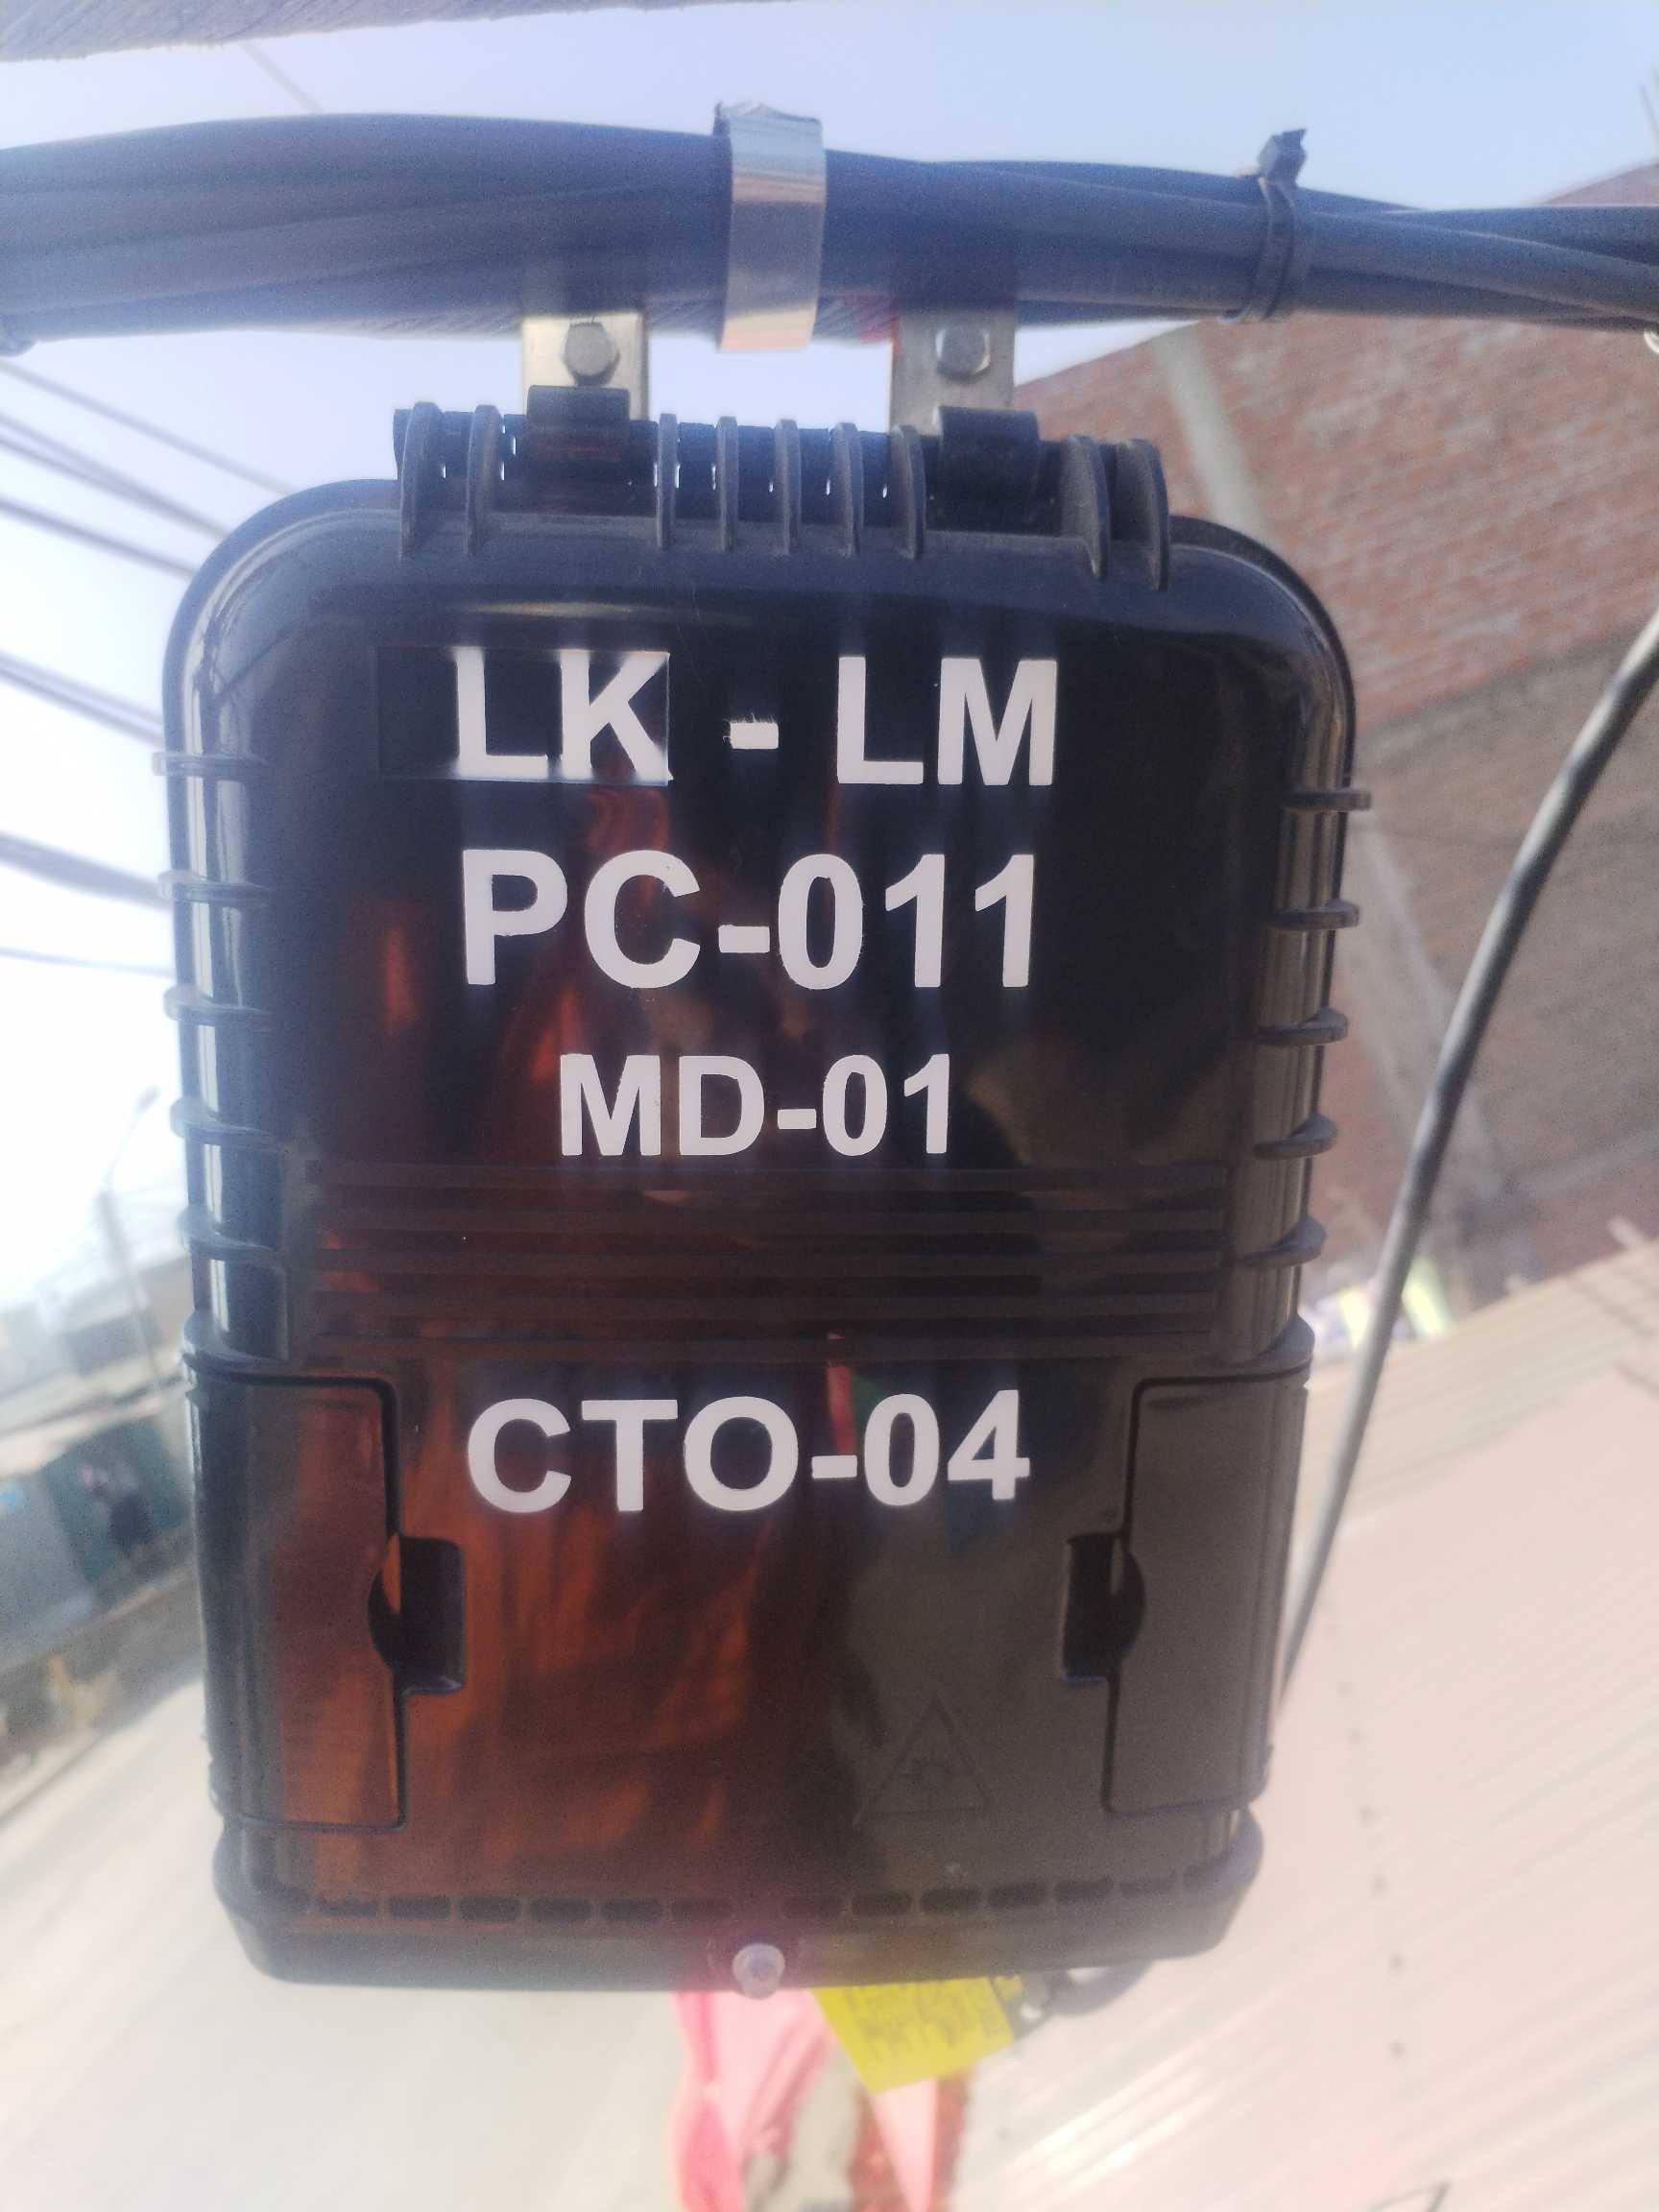 LK - LM
PC-011
MD-01
CTO-04